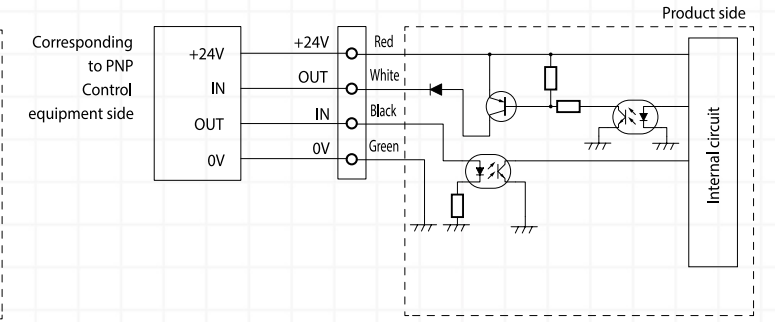 Product side
Corresponding
to PNP
Control
equipment side
+24V
IN
OUT
0V
+24V
OUT
IN
0V
Red
White
Black
Green
Internal circuit